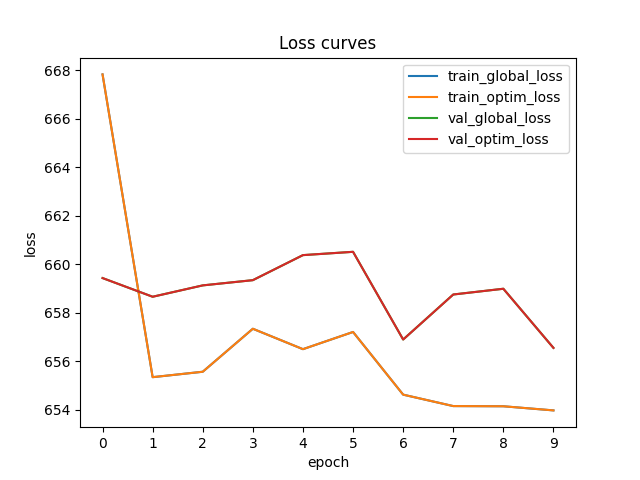 Loss curves
train_global_loss
train_optim_loss
val_global_loss
val_optim_loss
loss
668
666
664
662
660
658
656
654
0 1 2 3 4 5 6 7 8 9
epoch